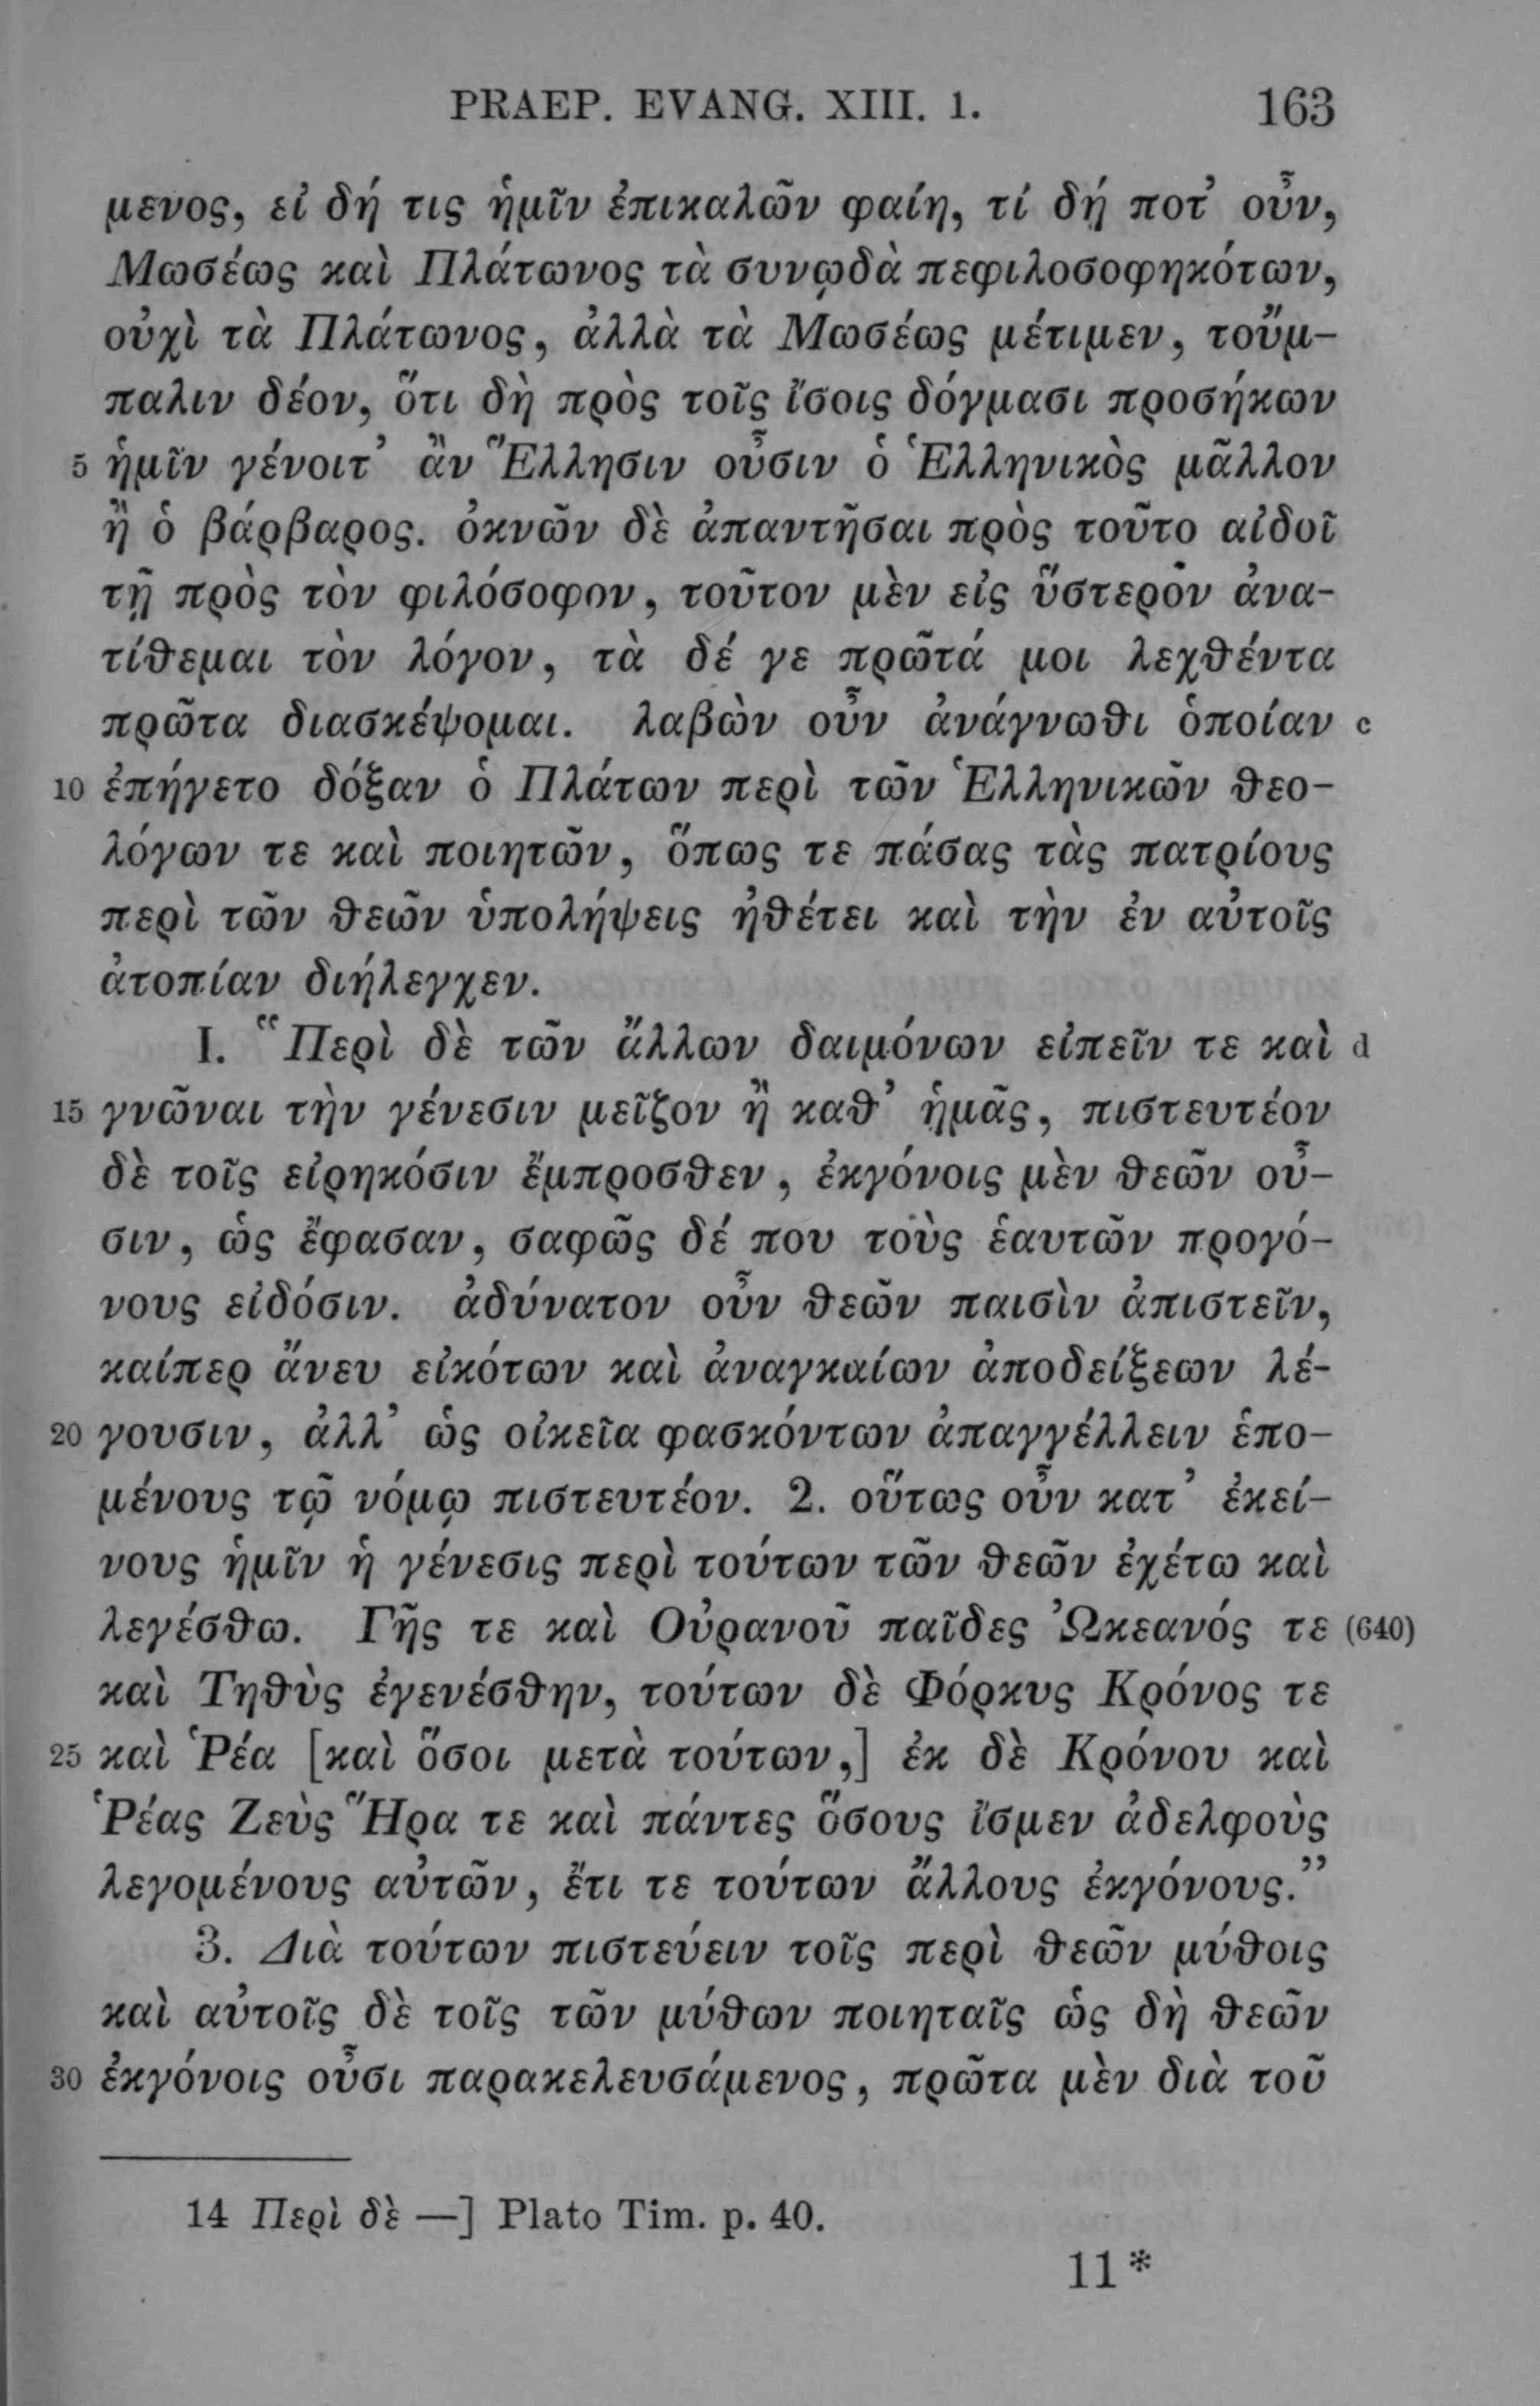 PRAEP. EVANG. XIII. 1. 163
μενος, εἰ δή τις ἡμῖν ἐπικαλῶν φαίη, τί δή ποτ᾽ οὖν,
Μωσέως καὶ Πλάτωνος τὰ συνῳδὰ πεφιλοσοφηκότων,
οὐχὶ τὰ Πλάτωνος, ἀλλὰ τὰ Μωσέως μέτιμεν, τοὔμ-
παλιν δέον, ὅτι δὴ πρὸς τοῖς ἴσοις δόγμασι προσήκων
5 ἡμῖν γένοιτ᾽ ἂν Ἕλλησιν οὖσιν ὁ Ἑλληνικὸς μᾶλλον
ἢ ὁ βάρβαρος. ὀκνῶν δὲ ἀπαντῆσαι πρὸς τοῦτο αἰδοῖ
τῇ πρὸς τὸν φιλόσοφον, τοῦτον μὲν εἰς ὕστερον ἀνα-
τίθεμαι τὸν λόγον, τὰ δέ γε πρῶτά μοι λεχθέντα
πρῶτα διασκέψομαι. λαβὼν οὖν ἀνάγνωθι ὁποίαν c
10 ἐπήγετο δόξαν ὁ Πλάτων περὶ τῶν Ἑλληνικῶν θεο-
λόγων τε καὶ ποιητῶν, ὅπως τε πάσας τὰς πατρίους
περὶ τῶν θεῶν ὑπολήψεις ἠθέτει καὶ τὴν ἐν αὐτοῖς
ἀτοπίαν διήλεγχεν.
I. “Περὶ δὲ τῶν ἄλλων δαιμόνων εἰπεῖν τε καὶ d
15 γνῶναι τὴν γένεσιν μεῖζον ἢ καθ᾽ ἡμᾶς, πιστευτέον
δὲ τοῖς εἰρηκόσιν ἔμπροσθεν, ἐκγόνοις μὲν θεῶν οὖ-
σιν, ὡς ἔφασαν, σαφῶς δέ που τοὺς ἑαυτῶν προγό-
νους εἰδόσιν. ἀδύνατον οὖν θεῶν παισὶν ἀπιστεῖν,
καίπερ ἄνευ εἰκότων καὶ ἀναγκαίων ἀποδείξεων λέ-
20 γουσιν, ἀλλ᾽ ὡς οἰκεῖα φασκόντων ἀπαγγέλλειν ἑπο-
μένους τῷ νόμῳ πιστευτέον. 2. οὕτως οὖν κατ᾽ ἐκεί-
νους ἡμῖν ἡ γένεσις περὶ τούτων τῶν θεῶν ἐχέτω καὶ
λεγέσθω. Γῆς τε καὶ Οὐρανοῦ παῖδες Ὠκεανός τε (640)
καὶ Τηθὺς ἐγενέσθην, τούτων δὲ Φόρκυς Κρόνος τε
25 καὶ Ῥέα [καὶ ὅσοι μετὰ τούτων,] ἐκ δὲ Κρόνου καὶ
Ῥέας Ζεὺς Ἥρα τε καὶ πάντες ὅσους ἴσμεν ἀδελφοὺς
λεγομένους αὐτῶν, ἔτι τε τούτων ἄλλους ἐκγόνους.”
3. Διὰ τούτων πιστεύειν τοῖς περὶ θεῶν μύθοις
καὶ αὐτοῖς δὲ τοῖς τῶν μύθων ποιηταῖς ὡς δὴ θεῶν
30 ἐκγόνοις οὖσι παρακελευσάμενος, πρῶτα μὲν διὰ τοῦ
14 Περὶ δὲ —] Plato Tim. p. 40.
11*